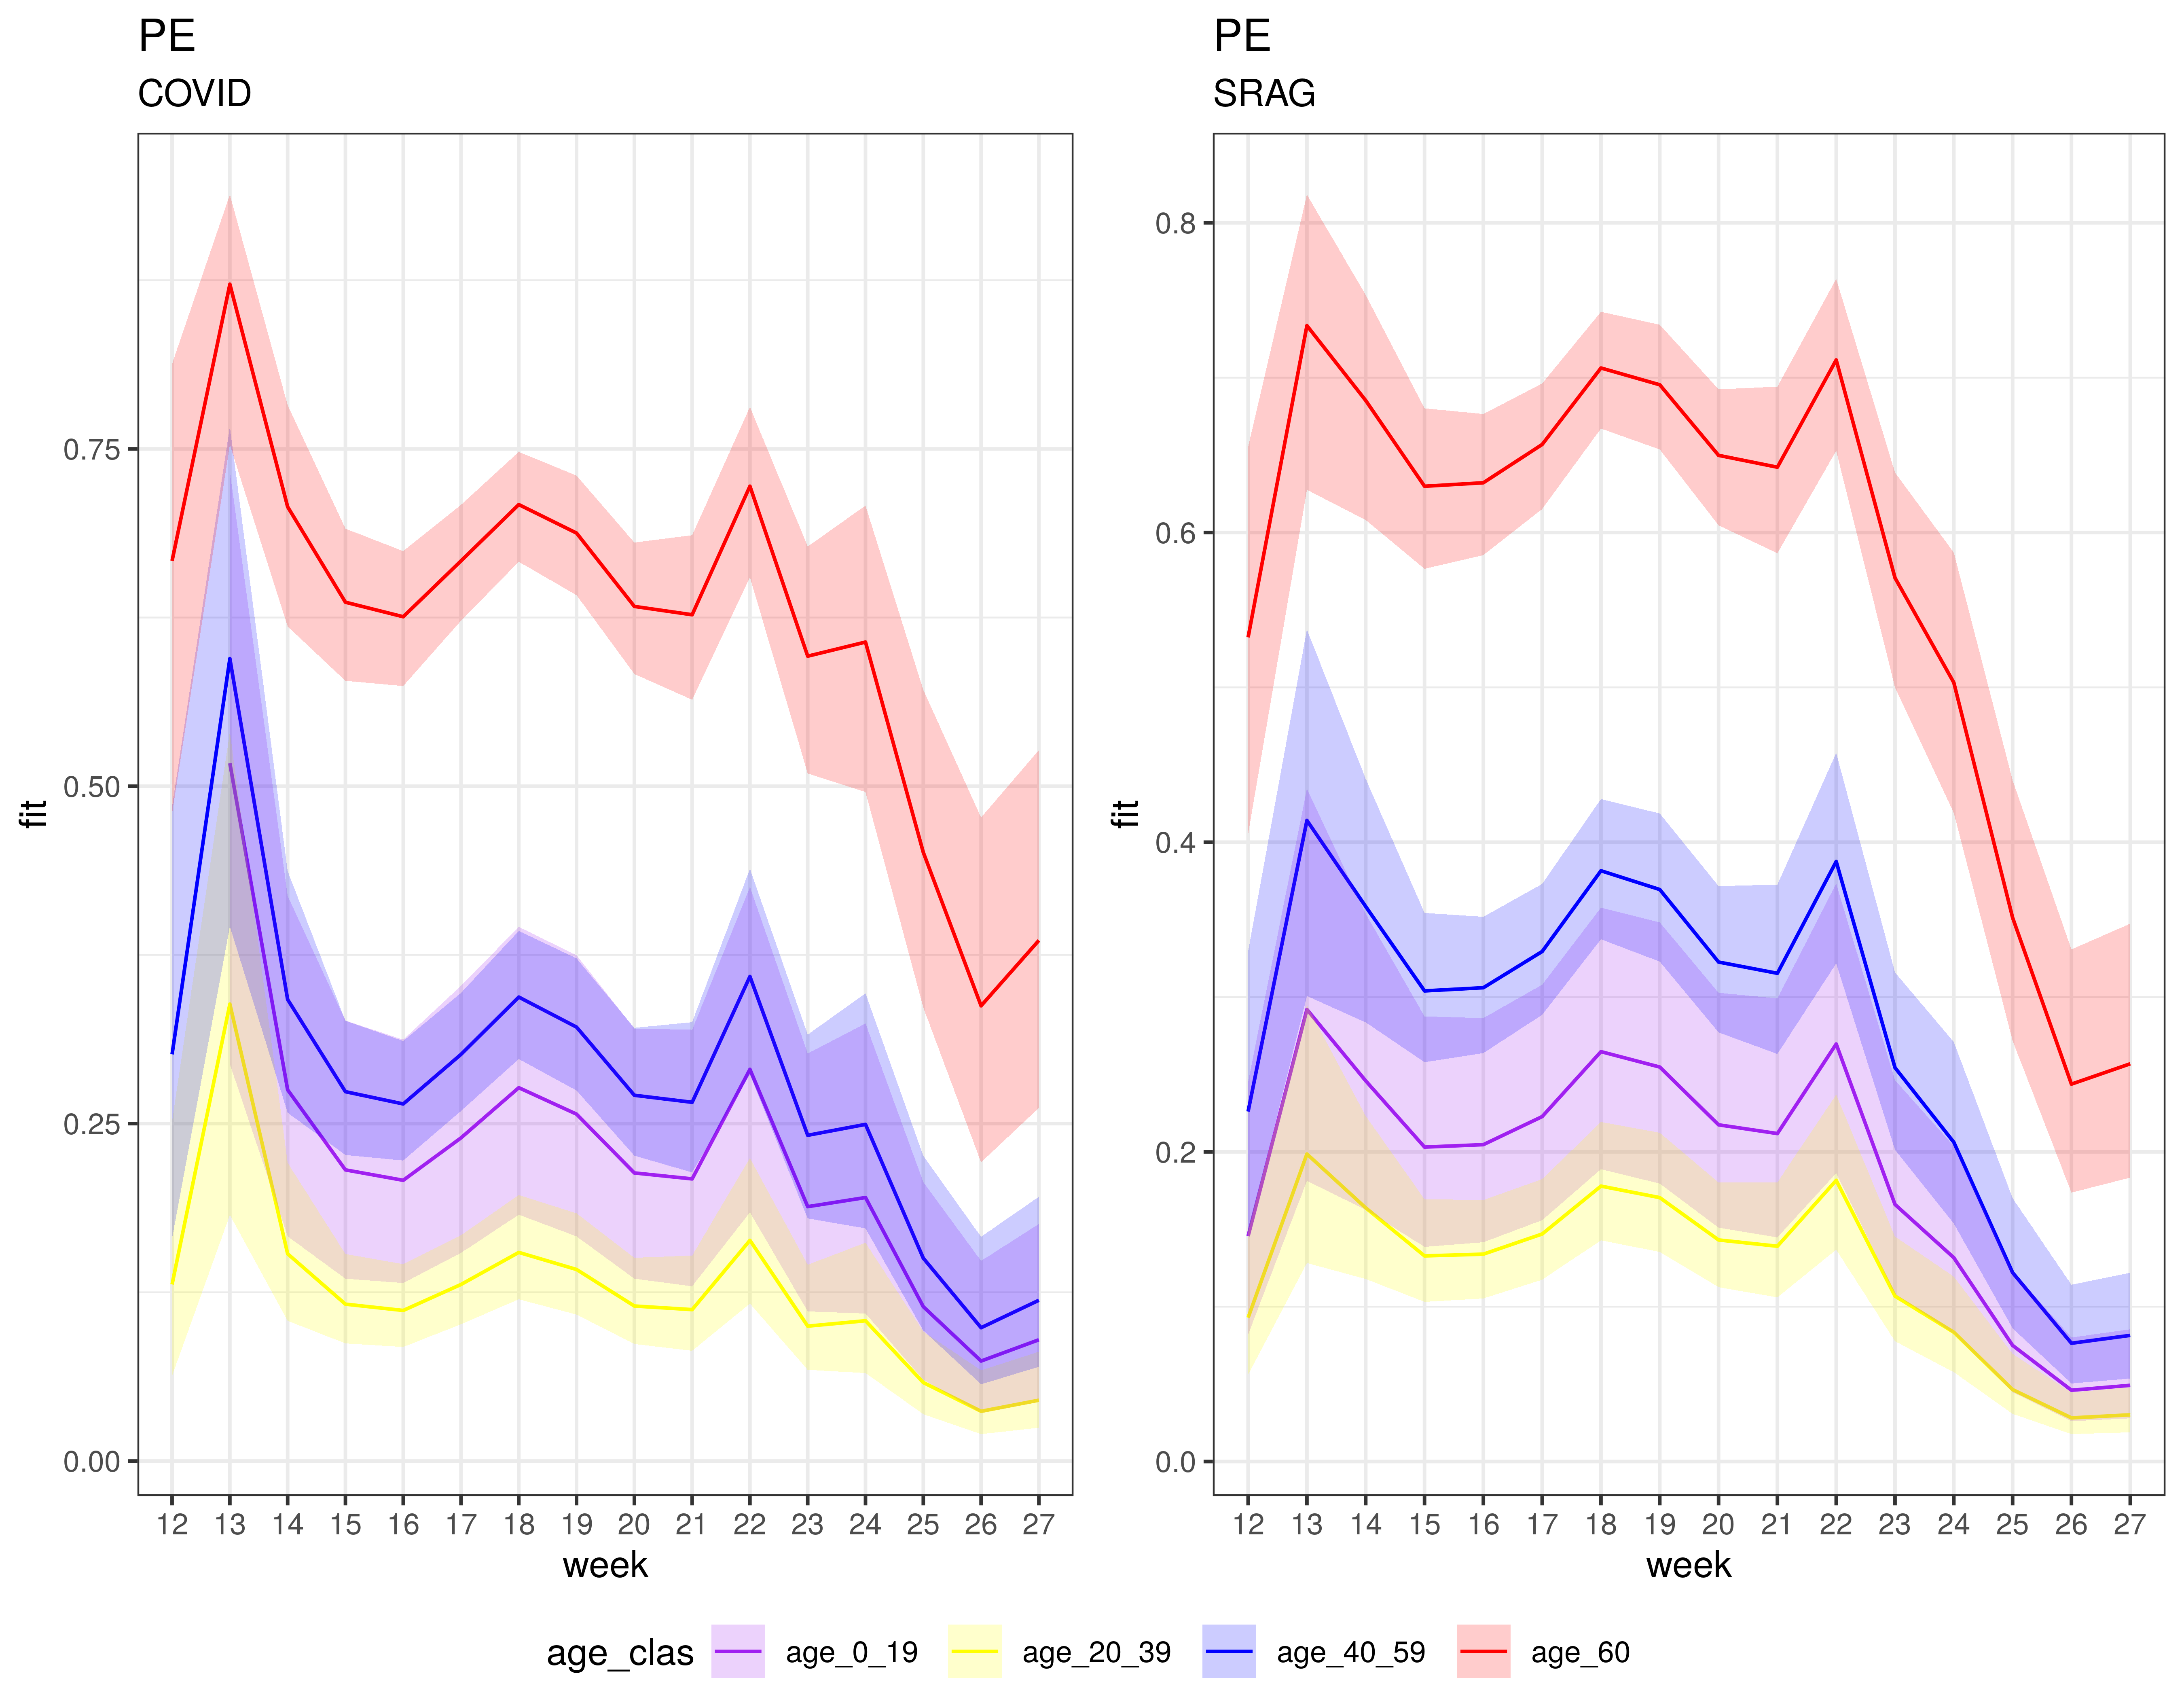 PE
COVID
fit
0.75
0.50
0.25
0.00
12 13 14 15 16 17 18 19 20 21 22 23 24 25 26 27
week
PE
SRAG
fit
0.8
0.6
0.4
0.2
0.0
12 13 14 15 16 17 18 19 20 21 22 23 24 25 26 27
week
age_clas age_0_19 age_20_39 age_40_59 age_60